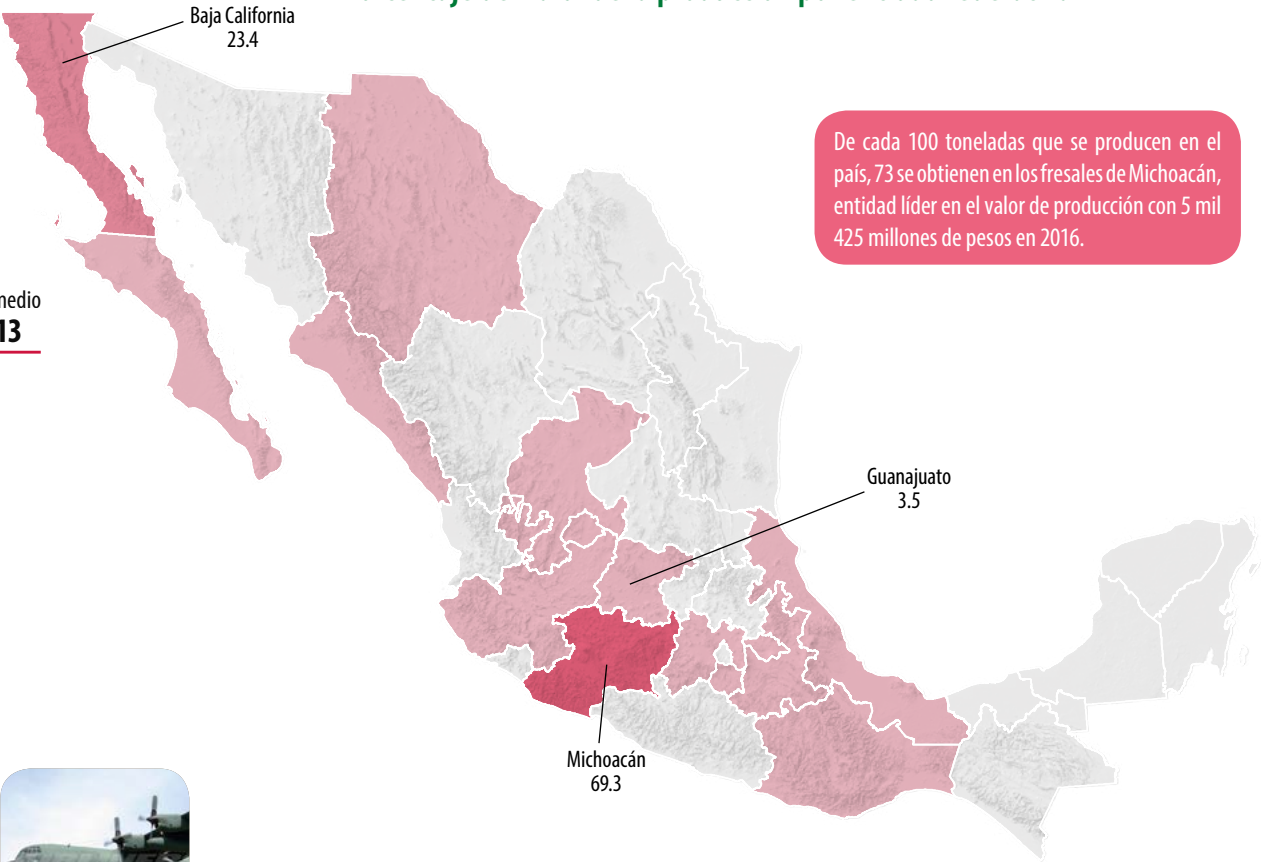 Baja California
23.4
De cada 100 toneladas que se producen en el
país, 73 se obtienen en los fresales de Michoacán,
entidad líder en el valor de producción con 5 mil
425 millones de pesos en 2016.
Guanajuato
3.5
Michoacán
69.3